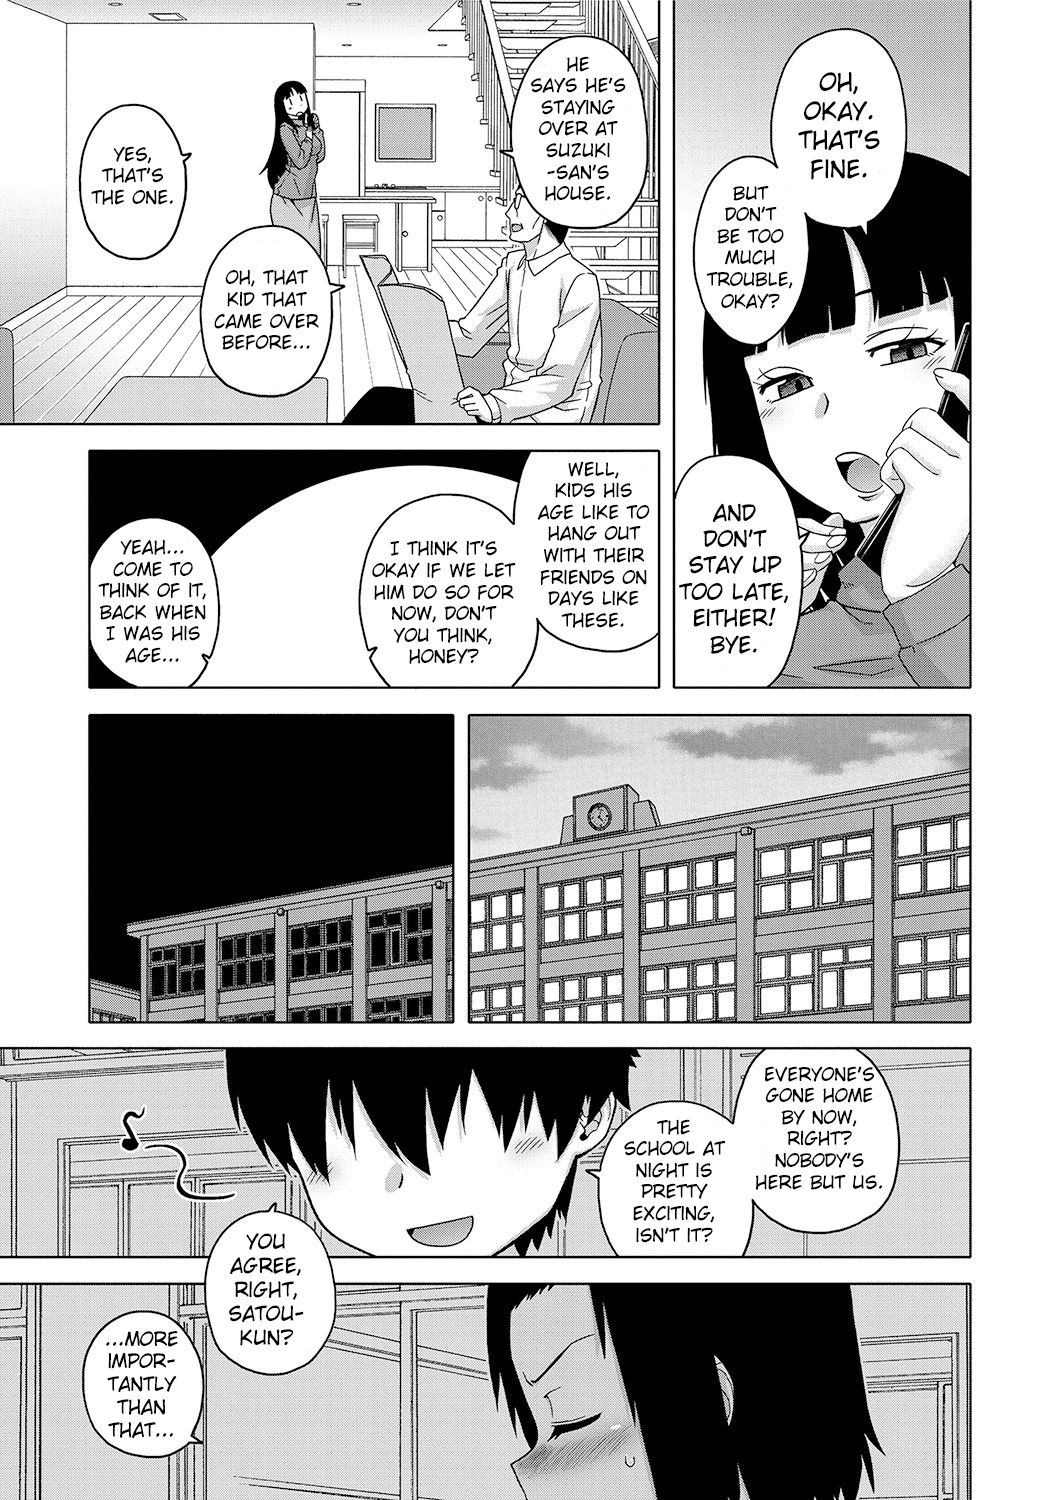 OH,
OKAY.
THAT'S
FINE.
BUT
DON'T
BE TOO
MUCH
TROUBLE,
OKAY?
AND
DON'T
STAY UP
TOO LATE,
EITHER!
BYE.
HE
SAYS HE'S
STAYING
OVER AT
SUZUKI
-SAN'S
HOUSE.
OH, THAT
KID THAT
CAME OVER
BEFORE...
YES,
THAT'S
THE ONE.
WELL,
KIDS HIS
AGE LIKE TO
HANG OUT
WITH THEIR
FRIENDS ON
DAYS LIKE
THESE.
I THINK IT'S
OKAY IF WE LET
HIM DO SO FOR
NOW, DON'T
YOU THINK,
HONEY?
YEAH...
COME TO
THINK OF IT,
BACK WHEN
I WAS HIS
AGE...
EVERYONE'S
GONE HOME
BY NOW,
RIGHT?
NOBODY'S
HERE BUT US.
THE
SCHOOL AT
NIGHT IS
PRETTY
EXCITING,
ISN'T IT?
YOU
AGREE,
RIGHT,
SATOU-
KUN?
...MORE
IMPOR-
TANTLY
THAN
THAT...